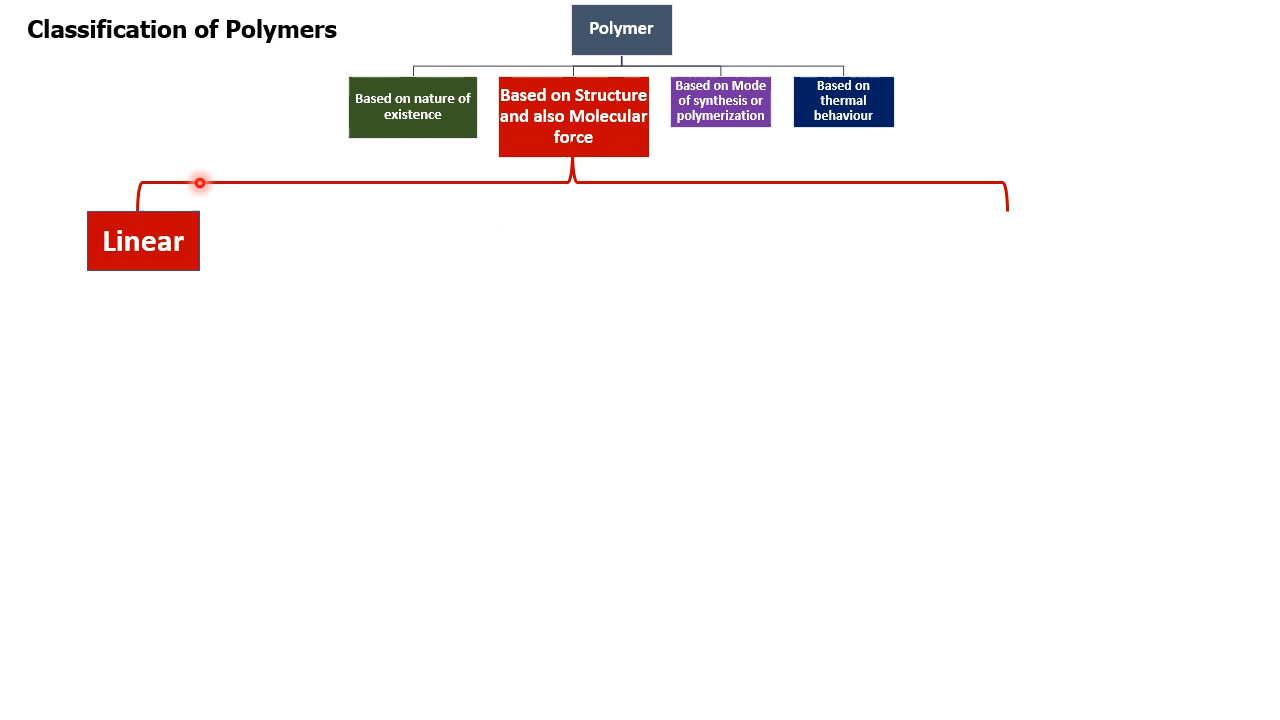 Classification of Polymers
Polymer
Based on nature of
existence
Based on Structure
and also Molecular
force
Based on Mode
of synthesis or
polymerization
Based on
thermal
behaviour
Linear